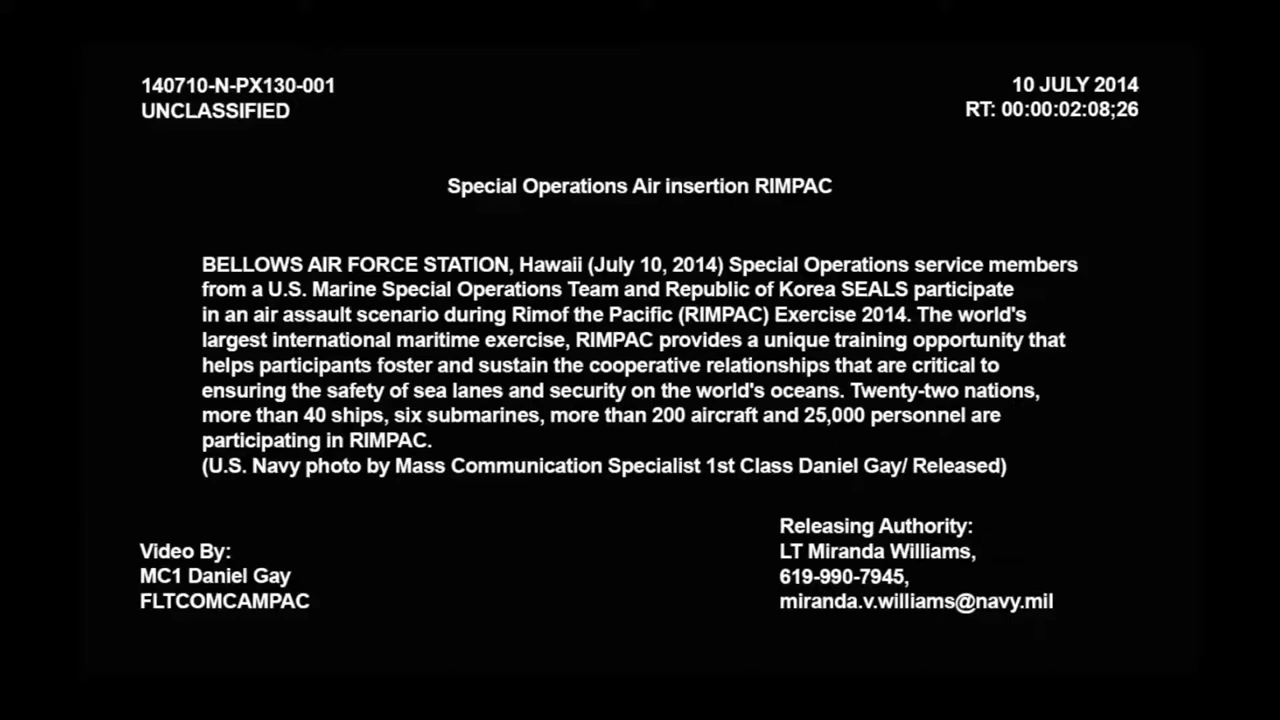 140710-N-PX130-001
UNCLASSIFIED
10 JULY 2014
RT: 00:00:02:08;26
Special Operations Air insertion RIMPAC
BELLOWS AIR FORCE STATION, Hawaii (July 10, 2014) Special Operations service members
from a U.S. Marine Special Operations Team and Republic of Korea SEALS participate
in an air assault scenario during Rimof the Pacific (RIMPAC) Exercise 2014. The world's
largest international maritime exercise, RIMPAC provides a unique training opportunity that
helps participants foster and sustain the cooperative relationships that are critical to
ensuring the safety of sea lanes and security on the world's oceans. Twenty-two nations,
more than 40 ships, six submarines, more than 200 aircraft and 25,000 personnel are
participating in RIMPAC.
(U.S. Navy photo by Mass Communication Specialist 1st Class Daniel Gay/ Released)
Video By:
MC1 Daniel Gay
FLTCOMCAMPAC
Releasing Authority:
LT Miranda Williams,
619-990-7945,
miranda.v.williams@navy.mil